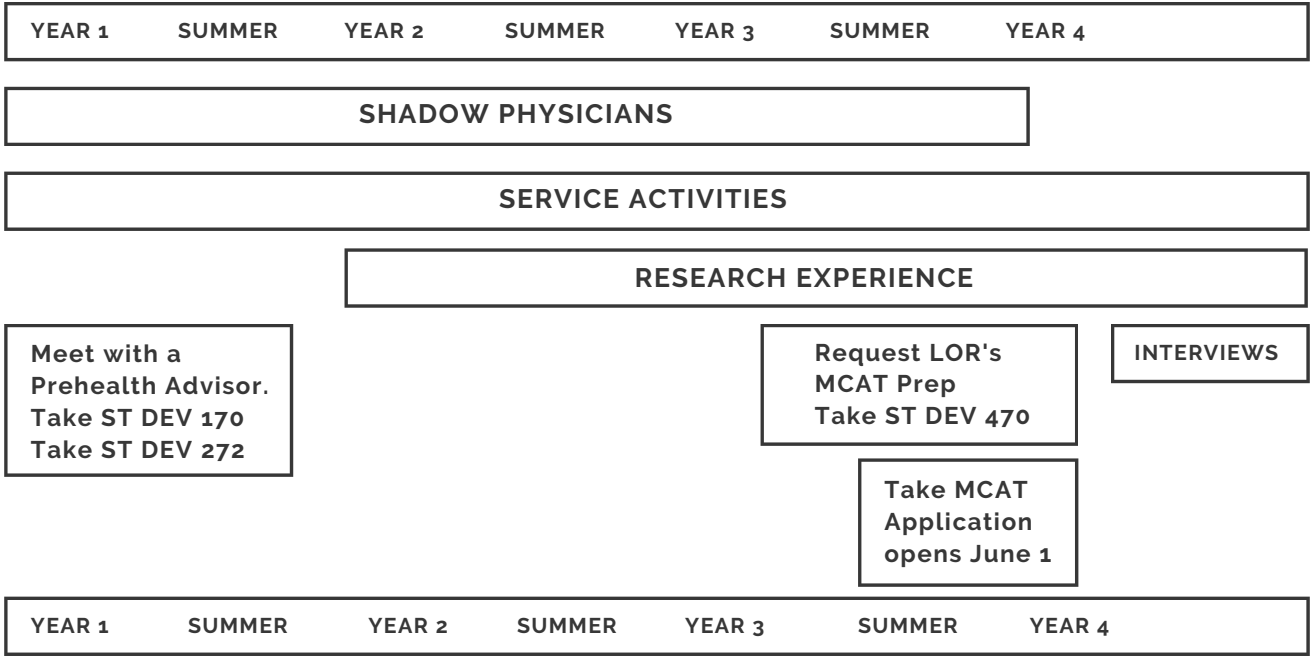 YEAR 1 SUMMER YEAR 2 SUMMER YEAR 3 SUMMER YEAR 4
SHADOW PHYSICIANS
SERVICE ACTIVITIES
RESEARCH EXPERIENCE
Meet with a
Prehealth Advisor.
Take ST DEV 170
Take ST DEV 272
Request LOR's
MCAT Prep
Take ST DEV 470
INTERVIEWS
Take MCAT
Application
opens June 1
YEAR 1 SUMMER YEAR 2 SUMMER YEAR 3 SUMMER YEAR 4